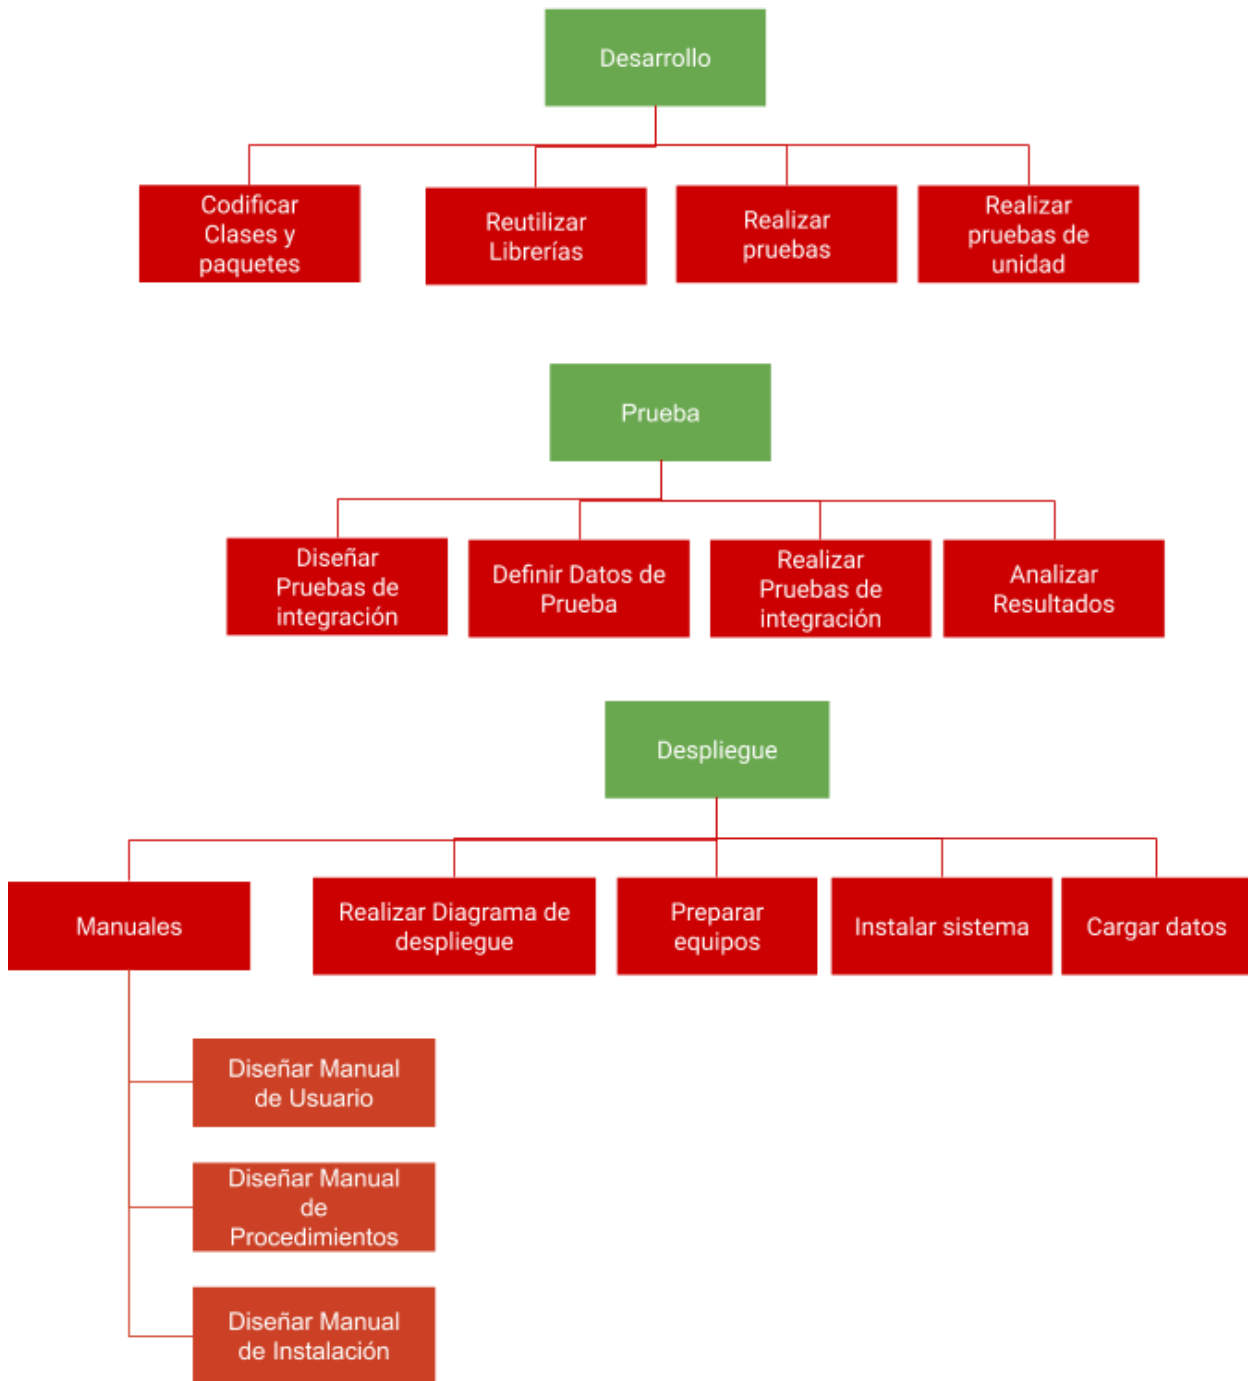 Desarrollo
Codificar
Clases y
paquetes
Reutilizar
Librerías
Realizar
pruebas
Realizar
pruebas de
unidad
Prueba
Diseñar
Pruebas de
integración
Definir Datos de
Prueba
Realizar
Pruebas de
integración
Analizar
Resultados
Despliegue
Manuales
Realizar Diagrama de
despliegue
Preparar
equipos
Instalar sistema
Cargar datos
Diseñar Manual
de Usuario
Diseñar Manual
de
Procedimientos
Diseñar Manual
de Instalación